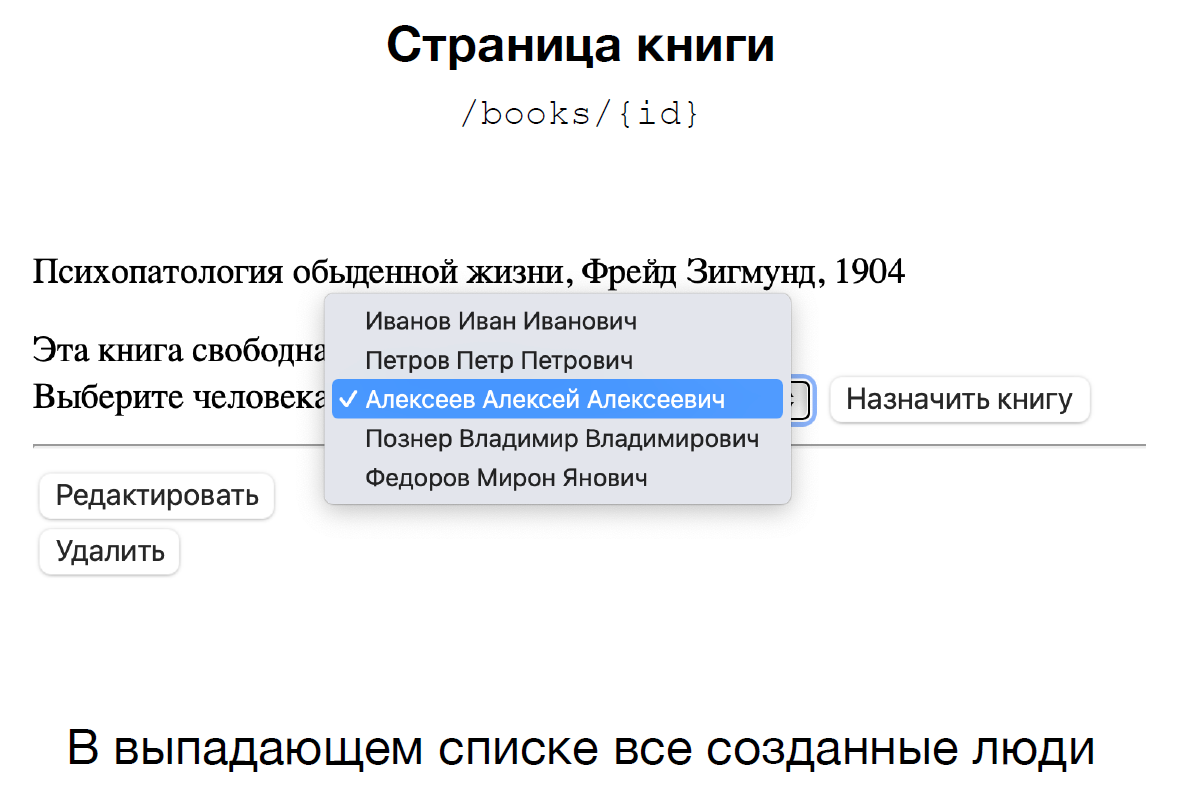 Страница книги
/books/{id}
Психопатология обыденной жизни, Фрейд Зигмунд, 1904
Эта книга свободна
Выберите человека
Иванов Иван Иванович
Петров Петр Петрович
Алексеев Алексей Алексеевич
Познер Владимир Владимирович
Федоров Мирон Янович
Назначить книгу
Редактировать
Удалить
В выпадающем списке все созданные люди